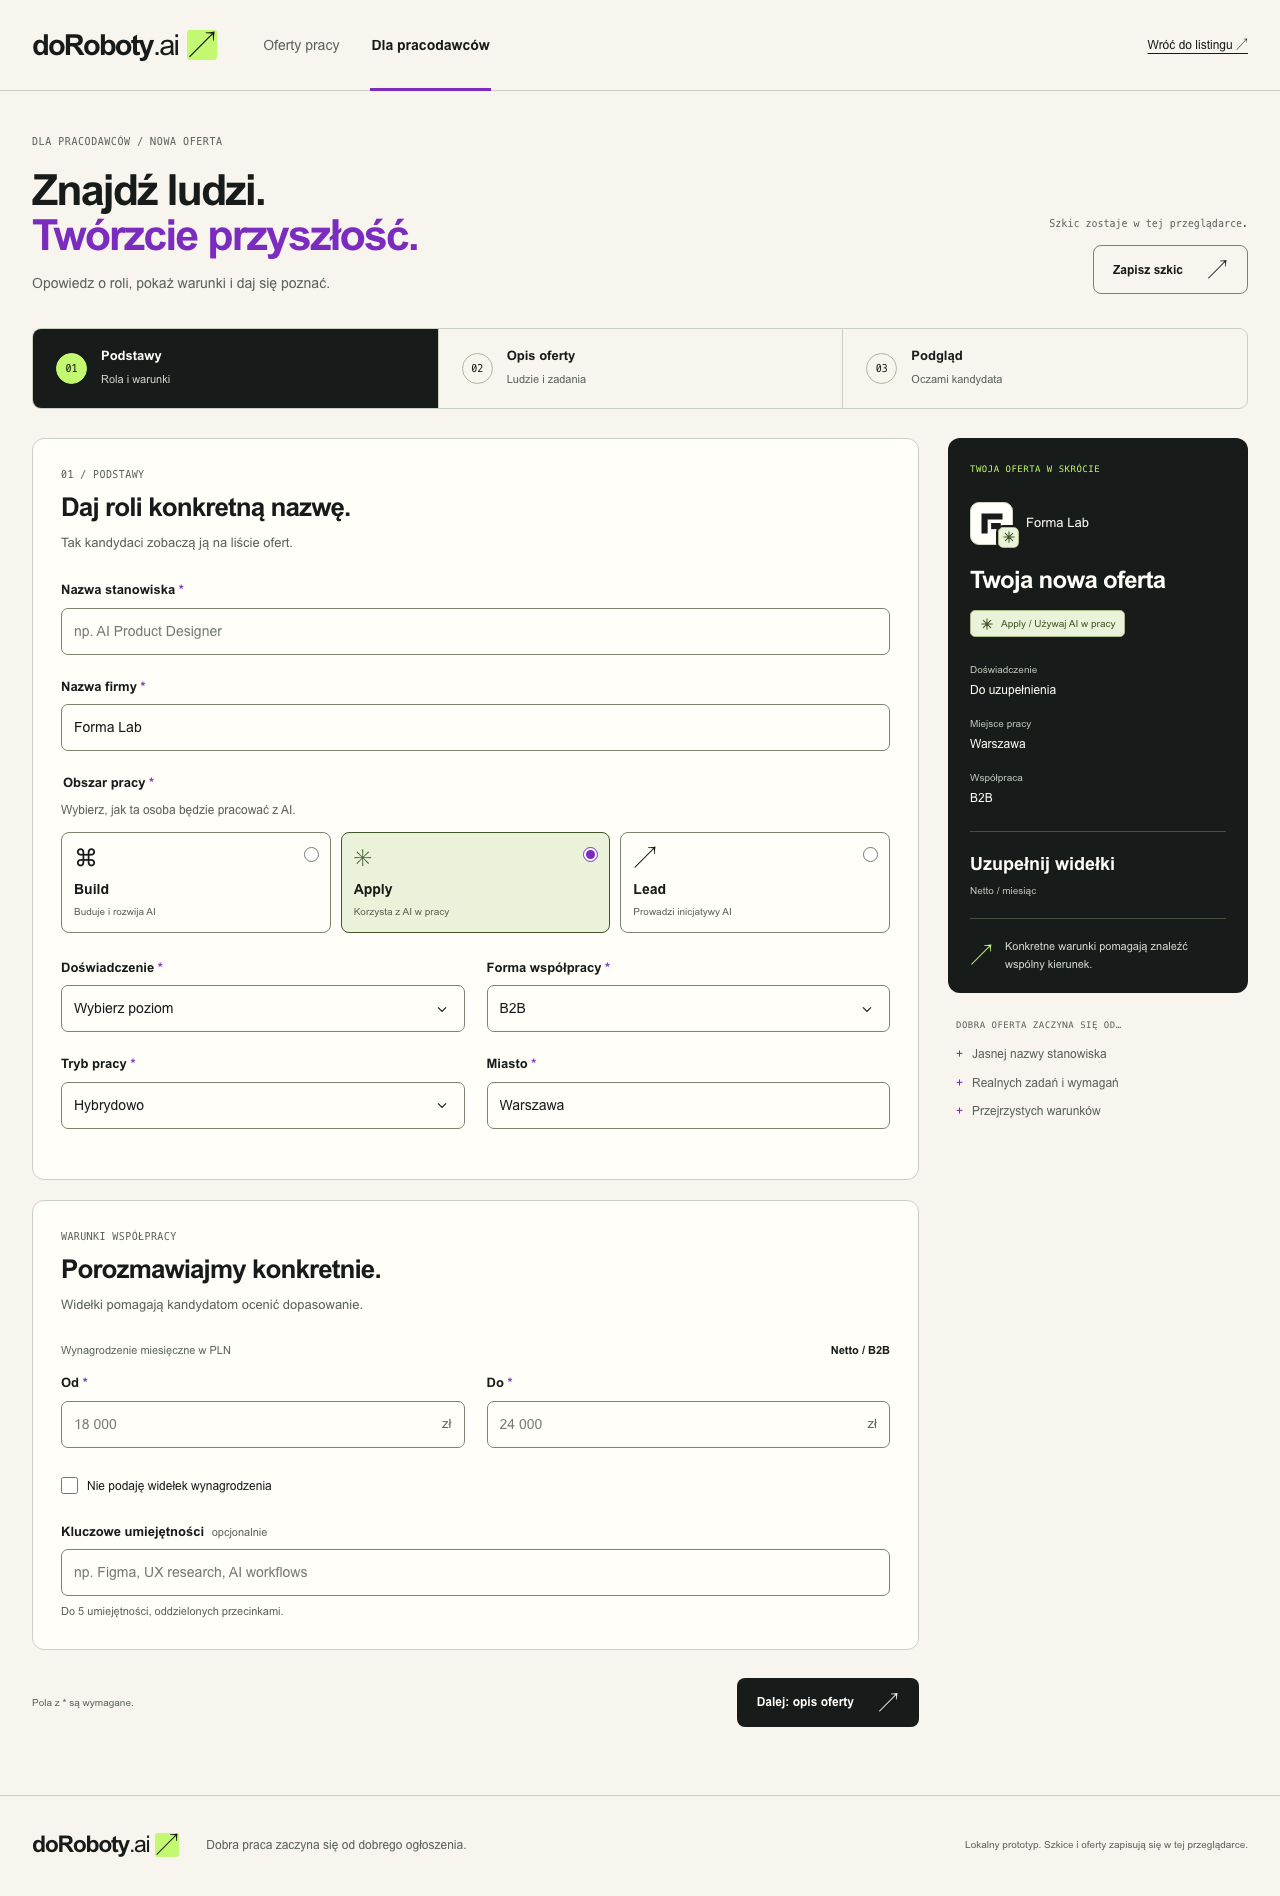 doRoboty.ai
Oferty pracy
Dla pracodawców
Wróć do listingu
DLA PRACODAWCÓW / NOWA OFERTA
Znajdź ludzi.
Twórzcie przyszłość.
Opowiedz o roli, pokaż warunki i daj się poznać.
Szkic zostaje w tej przeglądarce.
Zapisz szkic
01
Podstawy
Rola i warunki
02
Opis oferty
Ludzie i zadania
03
Podgląd
Oczami kandydata
01 / PODSTAWY
Daj roli konkretną nazwę.
Tak kandydaci zobaczą ją na liście ofert.
Nazwa stanowiska *
np. AI Product Designer
Nazwa firmy *
Forma Lab
Obszar pracy *
Wybierz, jak ta osoba będzie pracować z AI.
Build
Buduje i rozwija AI
Apply
Korzysta z AI w pracy
Lead
Prowadzi inicjatywy AI
Doświadczenie *
Wybierz poziom
Forma współpracy *
B2B
Tryb pracy *
Hybrydowo
Miasto *
Warszawa
TWOJA OFERTA W SKRÓCIE
Forma Lab
Twoja nowa oferta
Apply / Używaj AI w pracy
Doświadczenie
Do uzupełnienia
Miejsce pracy
Warszawa
Współpraca
B2B
Uzupełnij widełki
Netto / miesiąc
Konkretne warunki pomagają znaleźć
wspólny kierunek.
DOBRA OFERTA ZACZYNA SIĘ OD…
+ Jasnej nazwy stanowiska
+ Realnych zadań i wymagań
+ Przejrzystych warunków
WARUNKI WSPÓŁPRACY
Porozmawiajmy konkretnie.
Widełki pomagają kandydatom ocenić dopasowanie.
Wynagrodzenie miesięczne w PLN
Netto / B2B
Od *
18 000 zł
Do *
24 000 zł
Nie podaję widełek wynagrodzenia
Kluczowe umiejętności opcjonalnie
np. Figma, UX research, AI workflows
Do 5 umiejętności, oddzielonych przecinkami.
Pola z * są wymagane.
Dalej: opis oferty
doRoboty.ai
Dobra praca zaczyna się od dobrego ogłoszenia.
Lokalny prototyp. Szkice i oferty zapisują się w tej przeglądarce.